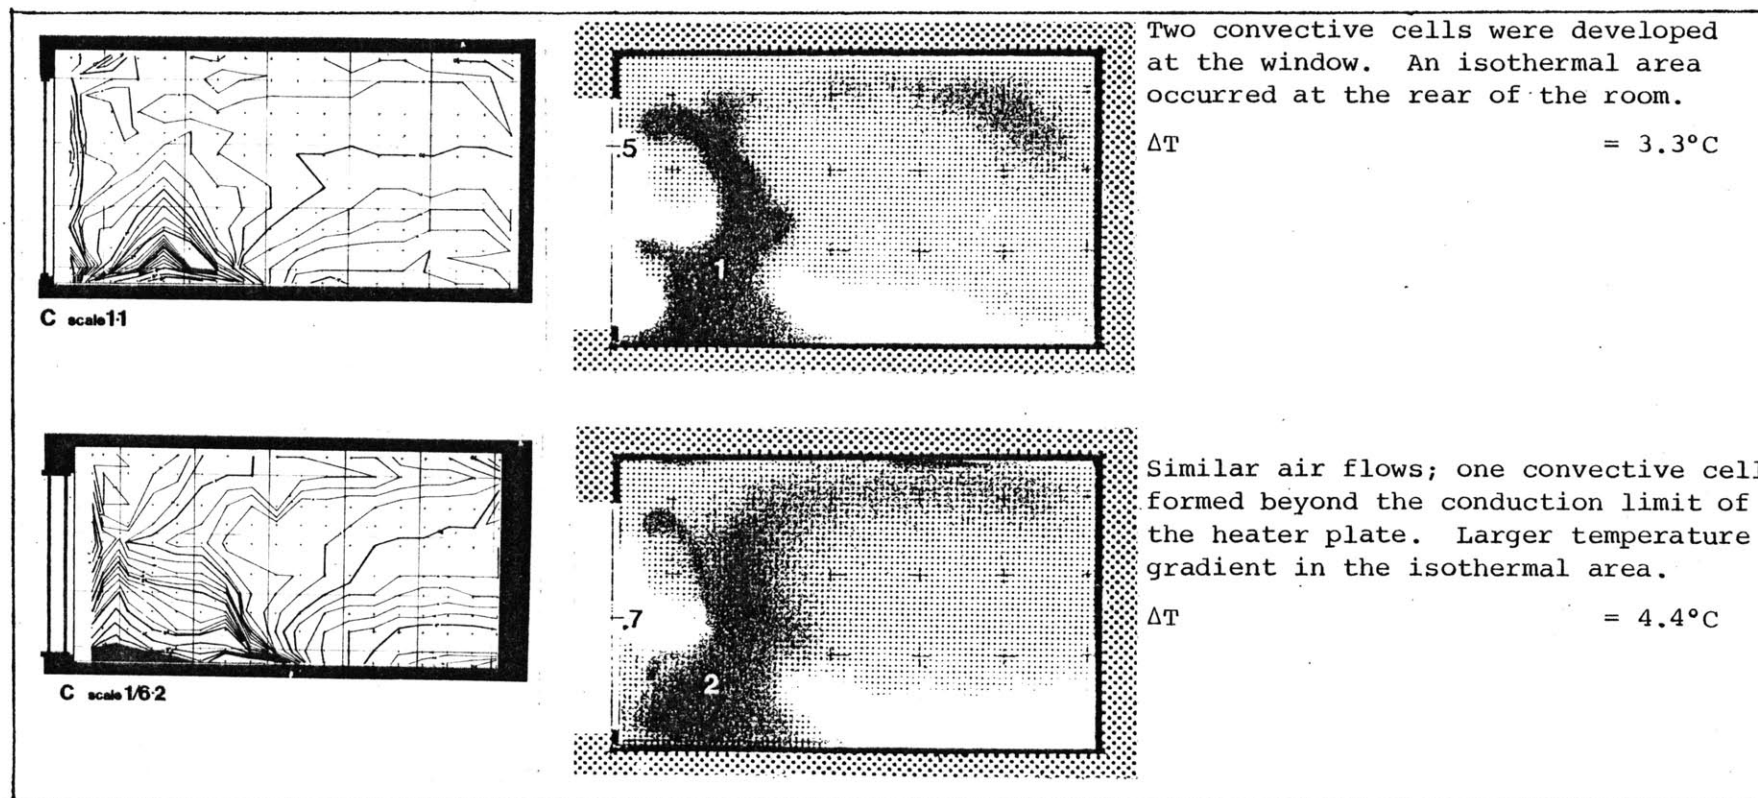 Two convective cells were developed
at the window. An isothermal area
occurred at the rear of the room.
ΔT = 3.3°C
.5
1
C scale 1·1
Similar air flows; one convective cell
formed beyond the conduction limit of
the heater plate. Larger temperature
gradient in the isothermal area.
ΔT = 4.4°C
.7
2
C scale 1/6·2